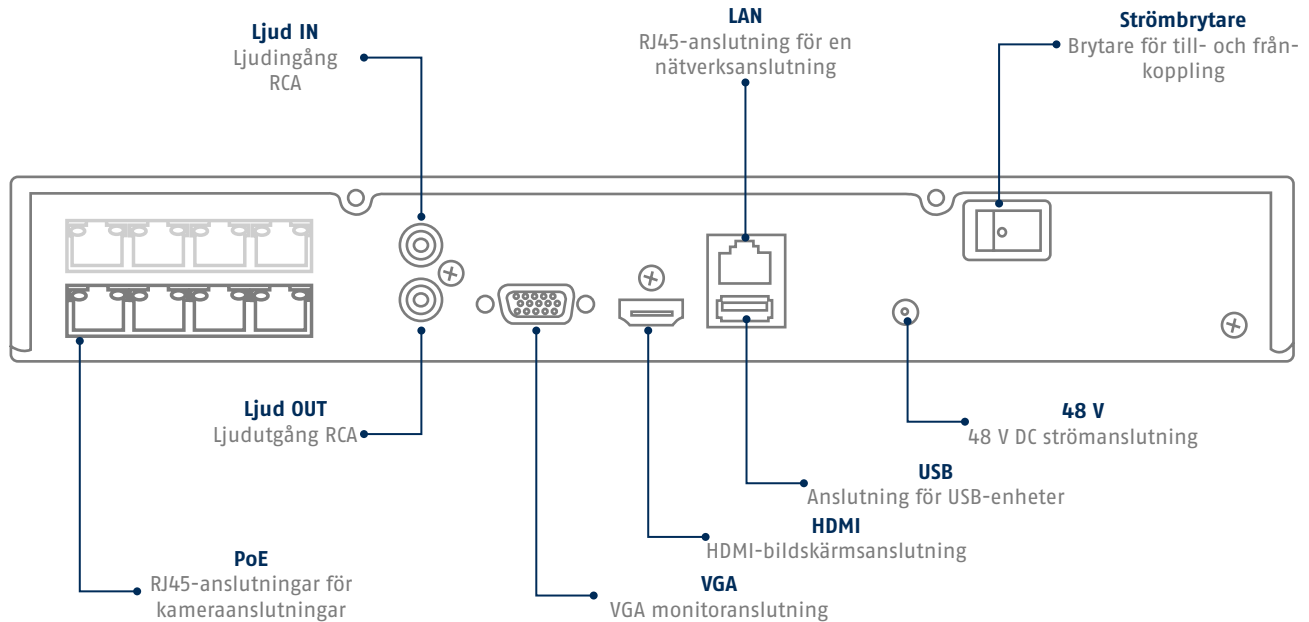 Ljud IN
Ljudingång
RCA
LAN
RJ45-anslutning för en
nätverksanslutning
Strömbrytare
Brytare för till- och från-
koppling
Ljud OUT
Ljudutgång RCA
48 V
48 V DC strömanslutning
USB
Anslutning för USB-enheter
HDMI
HDMI-bildskärmsanslutning
PoE
RJ45-anslutningar för
kameraanslutningar
VGA
VGA monitoranslutning